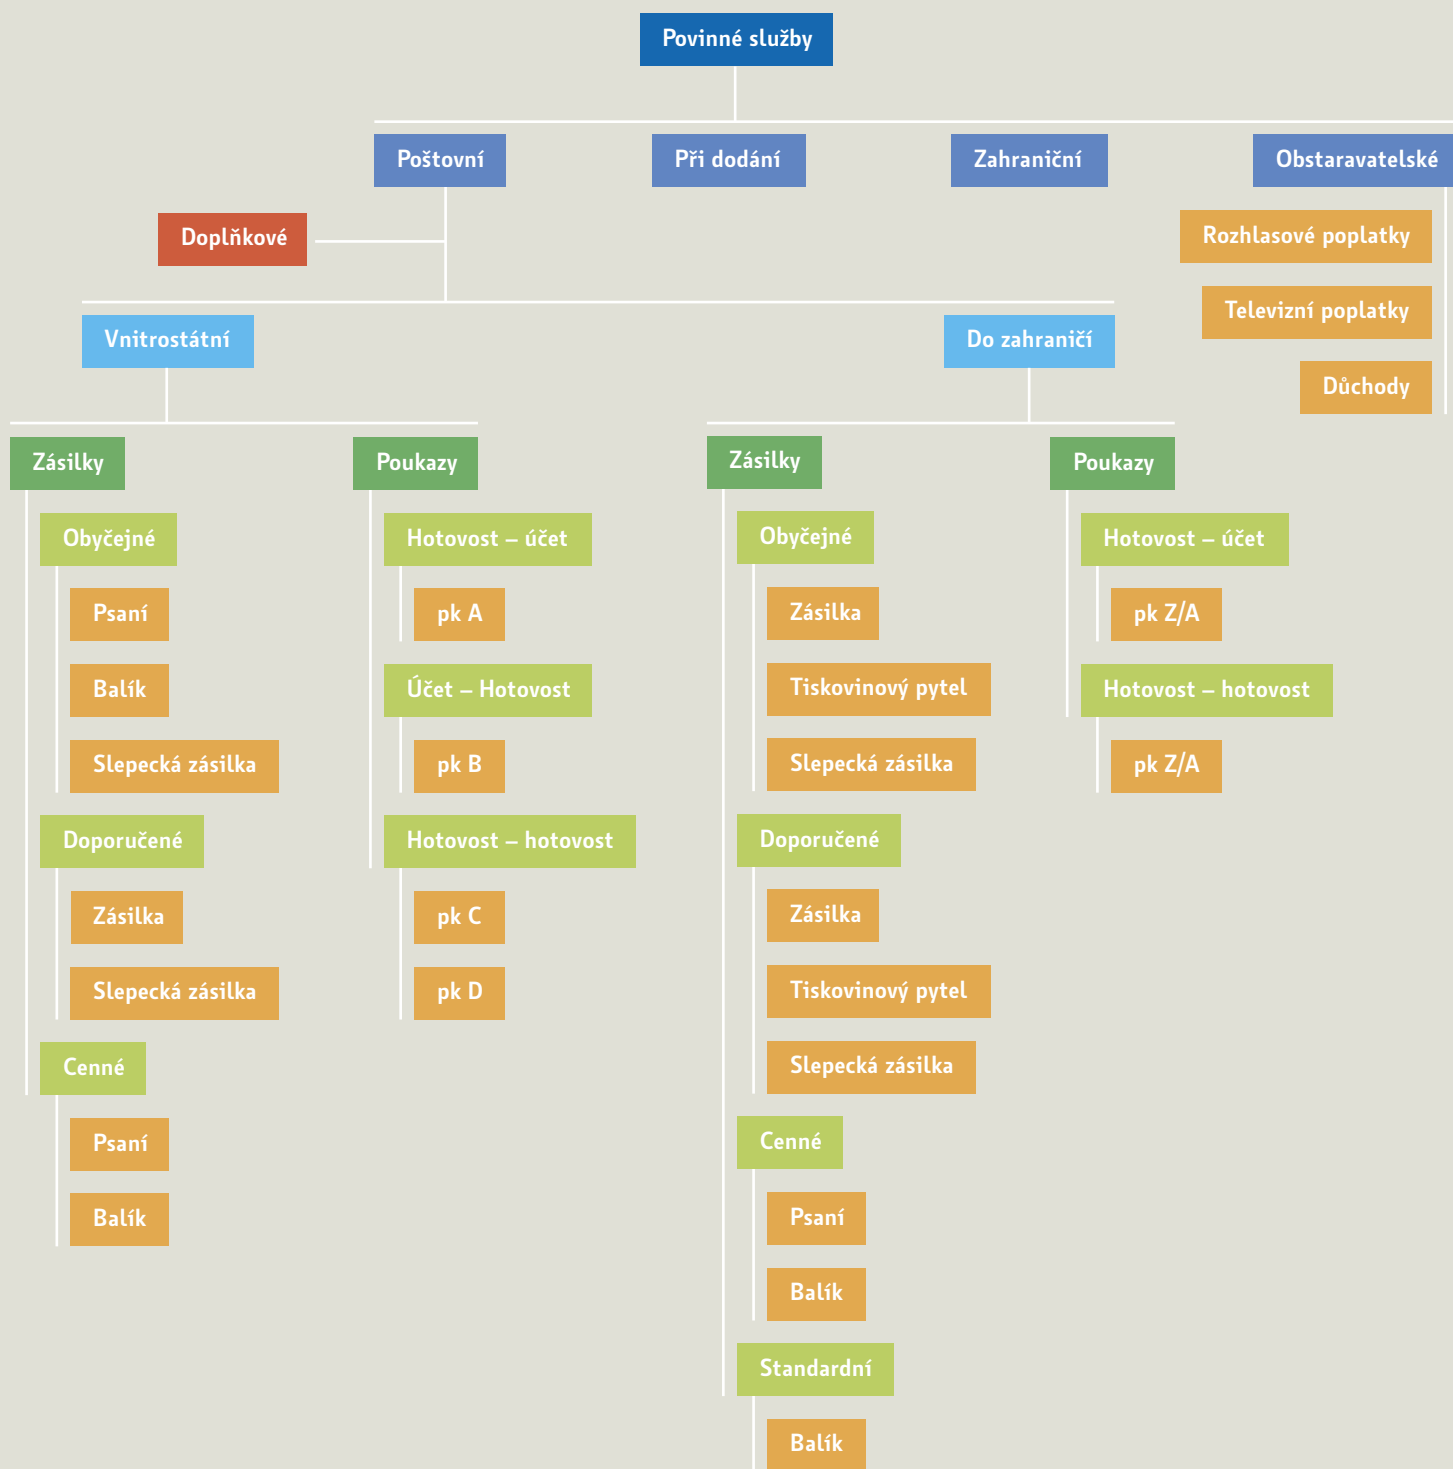 Povinné služby
Poštovní
Při dodání
Zahraniční
Obstaravatelské
Doplňkové
Rozhlasové poplatky
Televizní poplatky
Důchody
Vnitrostátní
Do zahraničí
Zásilky
Obyčejné
Psaní
Balík
Slepecká zásilka
Doporučené
Zásilka
Slepecká zásilka
Cenné
Psaní
Balík
Poukazy
Hotovost – účet
pk A
Účet – Hotovost
pk B
Hotovost – hotovost
pk C
pk D
Zásilky
Obyčejné
Zásilka
Tiskovinový pytel
Slepecká zásilka
Doporučené
Zásilka
Tiskovinový pytel
Slepecká zásilka
Cenné
Psaní
Balík
Standardní
Balík
Poukazy
Hotovost – účet
pk Z/A
Hotovost – hotovost
pk Z/A